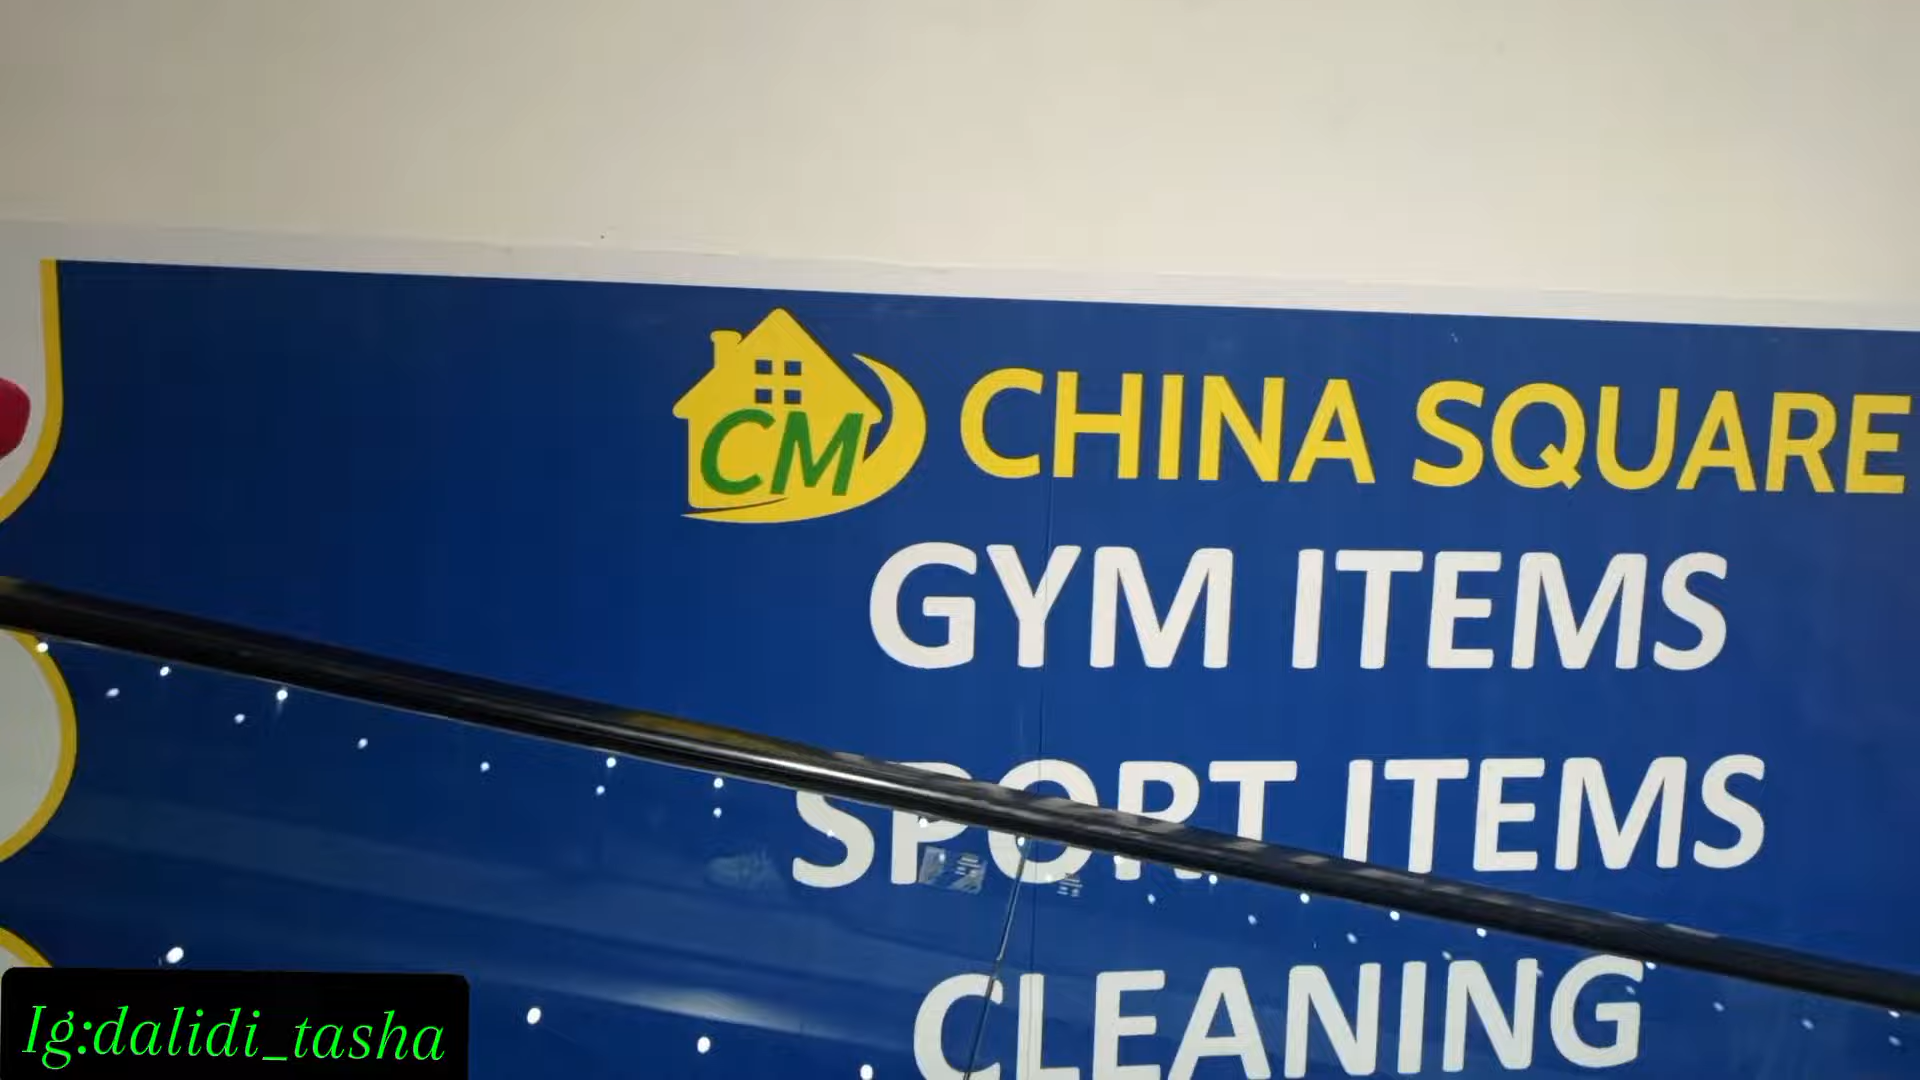 CM CHINA SQUARE
GYM ITEMS
SPORT ITEMS
CLEANING
Ig:dalidi_tasha